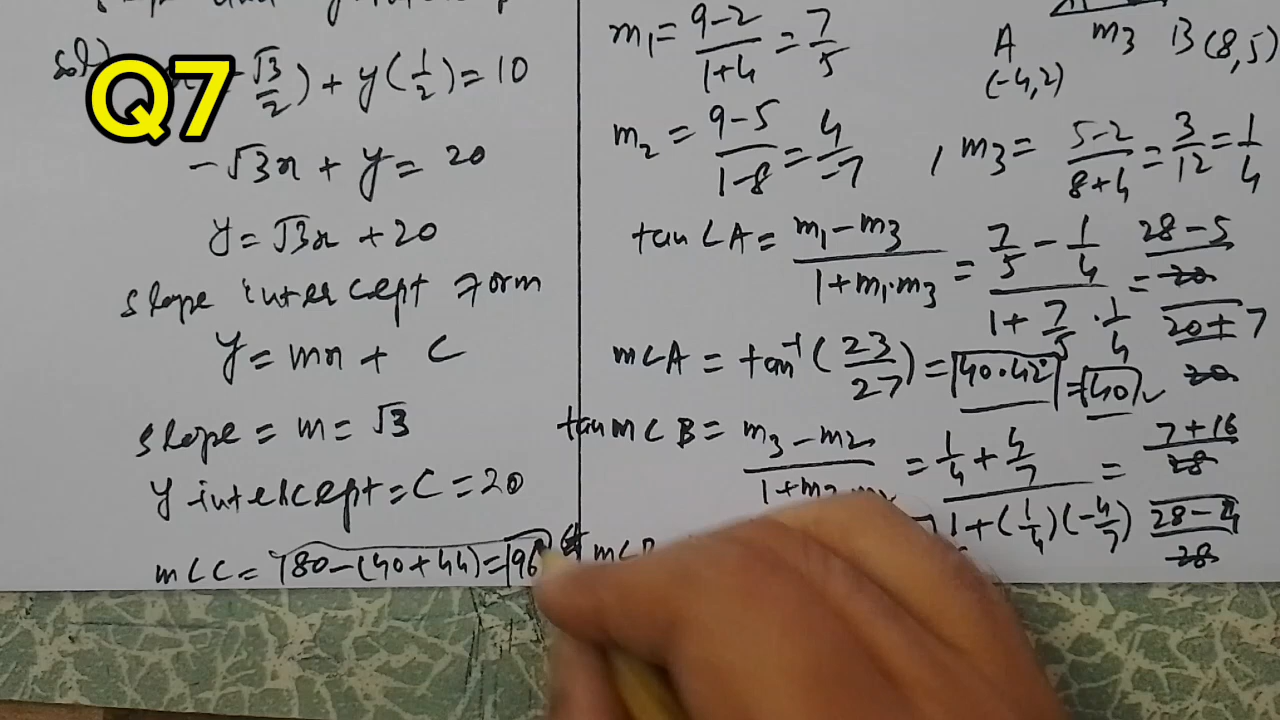 sol)
Q7
-√3/2) + y(1/2) = 10
-√3x + y = 20
y = √3x + 20
slope intercept form
y = mx + c
slope = m = √3
y intercept = c = 20
m∠C = 180-(40+44) = 96
m1 = 9-2/1+4 = 7/5
A
(-4,2)
m3
B(8,5)
m2 = 9-5/1-8 = 4/-7 , m3 = 5-2/8+4 = 3/12 = 1/4
tan∠A = m1-m3/1+m1·m3 = 7/5 - 1/4 / 1 + 7/5 · 1/4 = 28-5/20 / 20+7/20
m∠A = tan⁻¹(23/27) = 40.42° = 40
tan m∠B = m3-m2/1+m3 m2 = 1/4 + 4/7 / 1+(1/4)(-4/7) = 7+16/28 / 28-4/28
m∠B